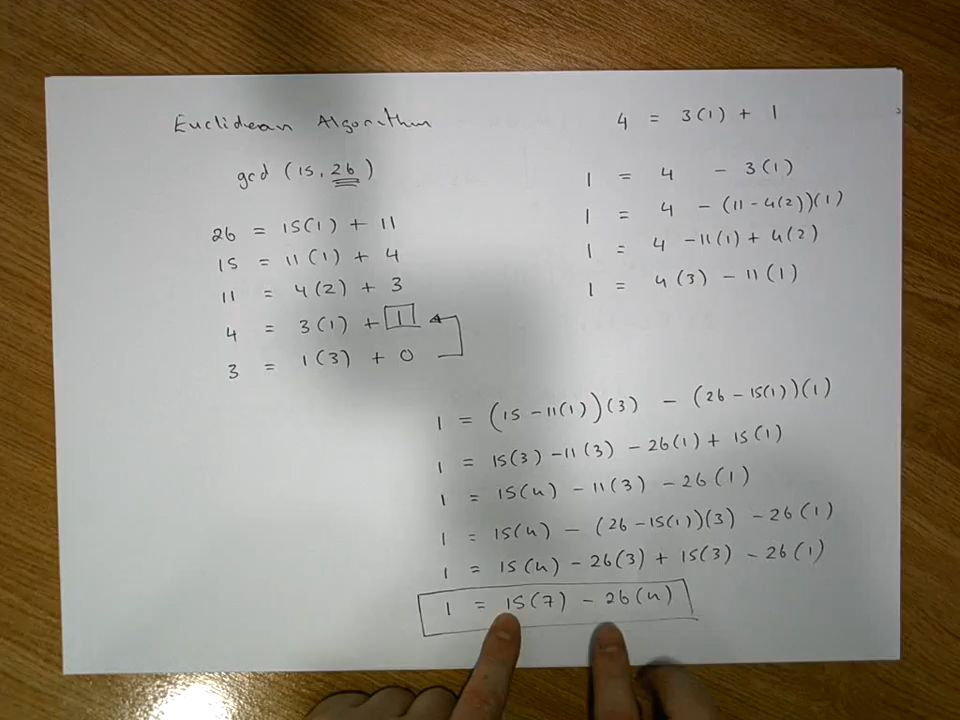 Euclidean Algorithm
gcd (15, 26)
26 = 15(1) + 11
15 = 11(1) + 4
11 = 4(2) + 3
4 = 3(1) + 1
3 = 1(3) + 0
4 = 3(1) + 1
1 = 4 - 3(1)
1 = 4 - (11 - 4(2))(1)
1 = 4 - 11(1) + 4(2)
1 = 4(3) - 11(1)
1 = (15 - 11(1))(3) - (26 - 15(1))(1)
1 = 15(3) - 11(3) - 26(1) + 15(1)
1 = 15(4) - 11(3) - 26(1)
1 = 15(4) - (26 - 15(1))(3) - 26(1)
1 = 15(4) - 26(3) + 15(3) - 26(1)
1 = 15(7) - 26(4)